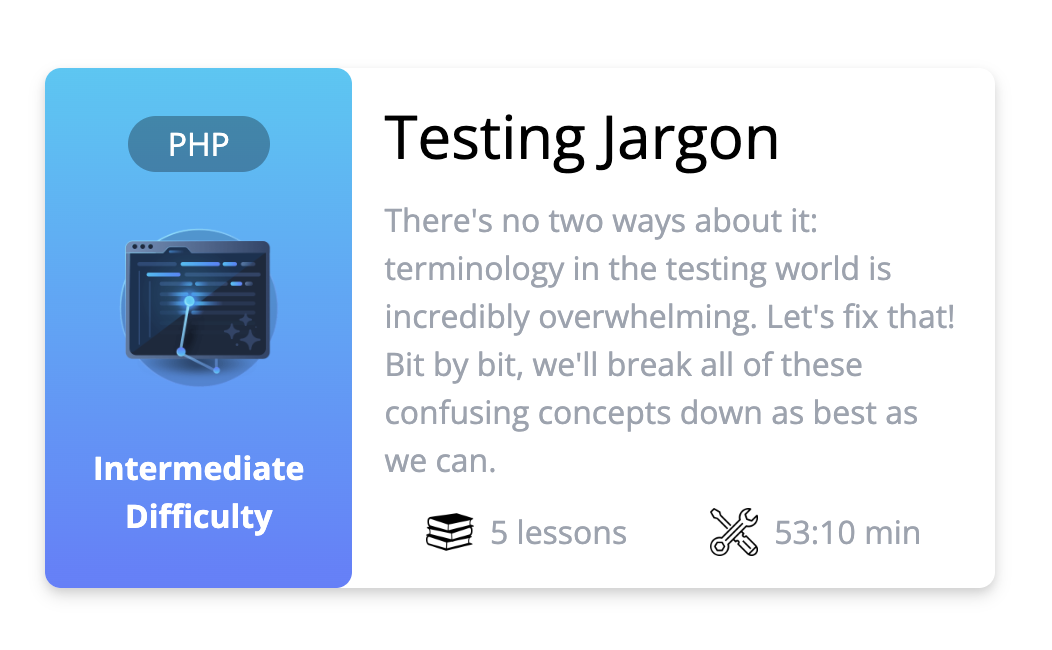 PHP
Intermediate
Difficulty
Testing Jargon
There's no two ways about it:
terminology in the testing world is
incredibly overwhelming. Let's fix that!
Bit by bit, we'll break all of these
confusing concepts down as best as
we can.
5 lessons
53:10 min